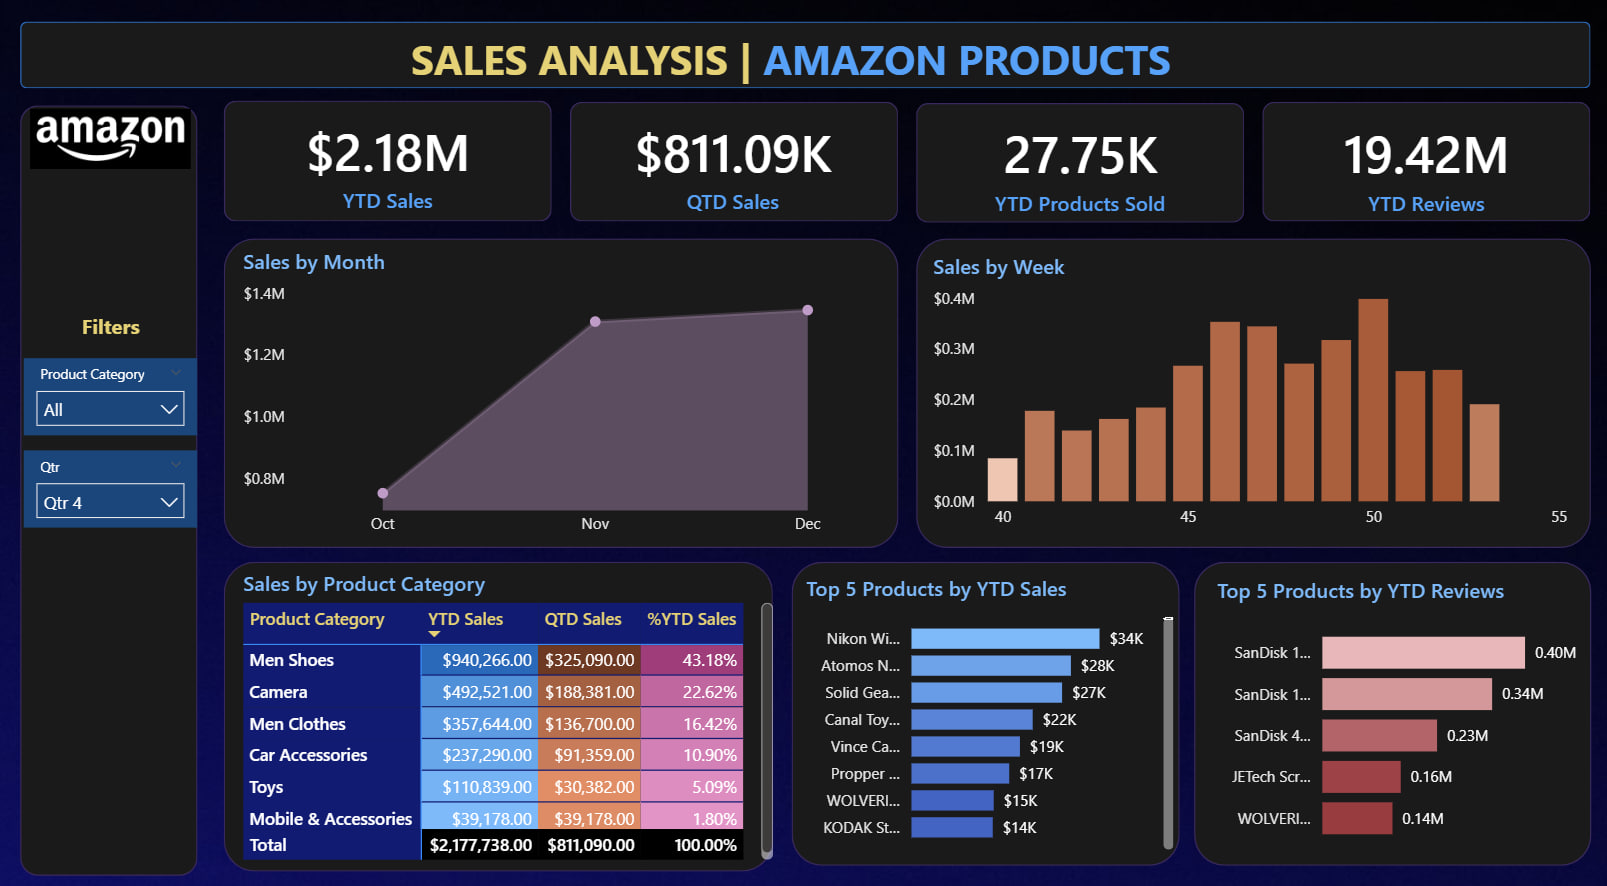 SALES ANALYSIS | AMAZON PRODUCTS
amazon
$2.18M
YTD Sales
$811.09K
QTD Sales
27.75K
YTD Products Sold
19.42M
YTD Reviews
Filters
Product Category
All
Qtr
Qtr 4
Sales by Month
$1.4M
$1.2M
$1.0M
$0.8M
Oct Nov Dec
Sales by Week
$0.4M
$0.3M
$0.2M
$0.1M
$0.0M
40 45 50 55
Sales by Product Category
Product Category YTD Sales QTD Sales %YTD Sales
Men Shoes $940,266.00 $325,090.00 43.18%
Camera $492,521.00 $188,381.00 22.62%
Men Clothes $357,644.00 $136,700.00 16.42%
Car Accessories $237,290.00 $91,359.00 10.90%
Toys $110,839.00 $30,382.00 5.09%
Mobile & Accessories $39,178.00 $39,178.00 1.80%
Total $2,177,738.00 $811,090.00 100.00%
Top 5 Products by YTD Sales
Nikon Wi... $34K
Atomos N... $28K
Solid Gea... $27K
Canal Toy... $22K
Vince Ca... $19K
Propper ... $17K
WOLVERI... $15K
KODAK St... $14K
Top 5 Products by YTD Reviews
SanDisk 1... 0.40M
SanDisk 1... 0.34M
SanDisk 4... 0.23M
JETech Scr... 0.16M
WOLVERI... 0.14M